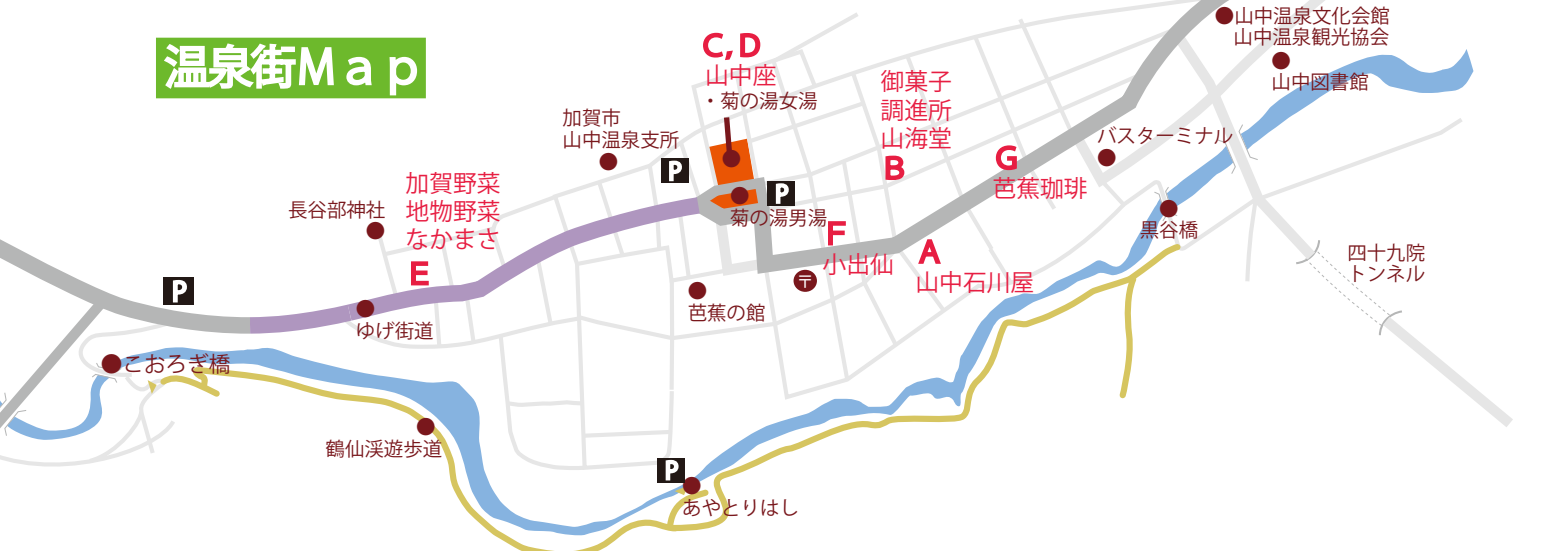 温泉街Map
山中温泉文化会館
山中温泉観光協会
山中図書館
C,D
山中座
・菊の湯女湯
御菓子
調進所
山海堂
B
加賀市
山中温泉支所
バスターミナル
G
芭蕉珈琲
P
P
加賀野菜
地物野菜
なかまさ
E
長谷部神社
菊の湯男湯
F
小出仙
A
山中石川屋
黒谷橋
四十九院
トンネル
P
〒
芭蕉の館
ゆげ街道
こおろぎ橋
鶴仙渓遊歩道
P
あやとりはし